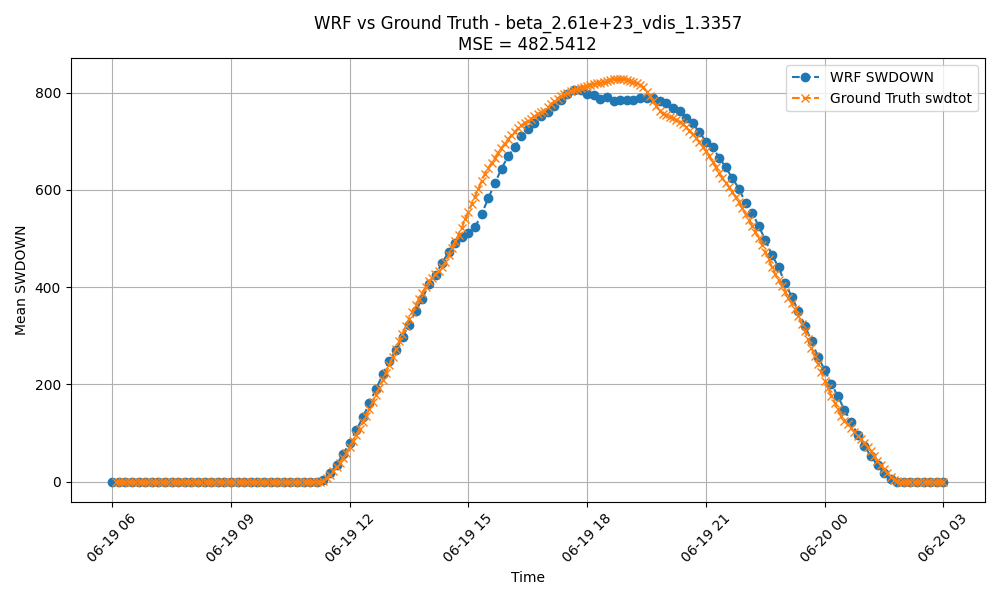 WRF vs Ground Truth - beta_2.61e+23_vdis_1.3357
MSE = 482.5412
WRF SWDOWN
Ground Truth swdtot
Mean SWDOWN
800
600
400
200
0
06-19 06
06-19 09
06-19 12
06-19 15
06-19 18
06-19 21
06-20 00
06-20 03
Time